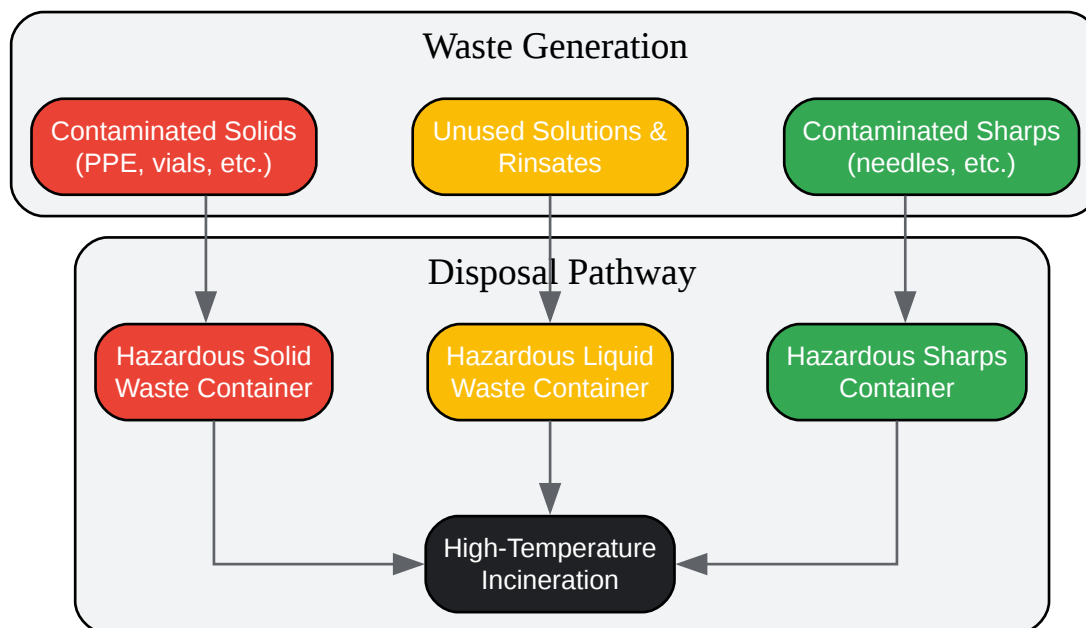 Waste Generation
Contaminated Solids
(PPE, vials, etc.)
Unused Solutions &
Rinsates
Contaminated Sharps
(needles, etc.)
Disposal Pathway
Hazardous Solid
Waste Container
Hazardous Liquid
Waste Container
Hazardous Sharps
Container
High-Temperature
Incineration